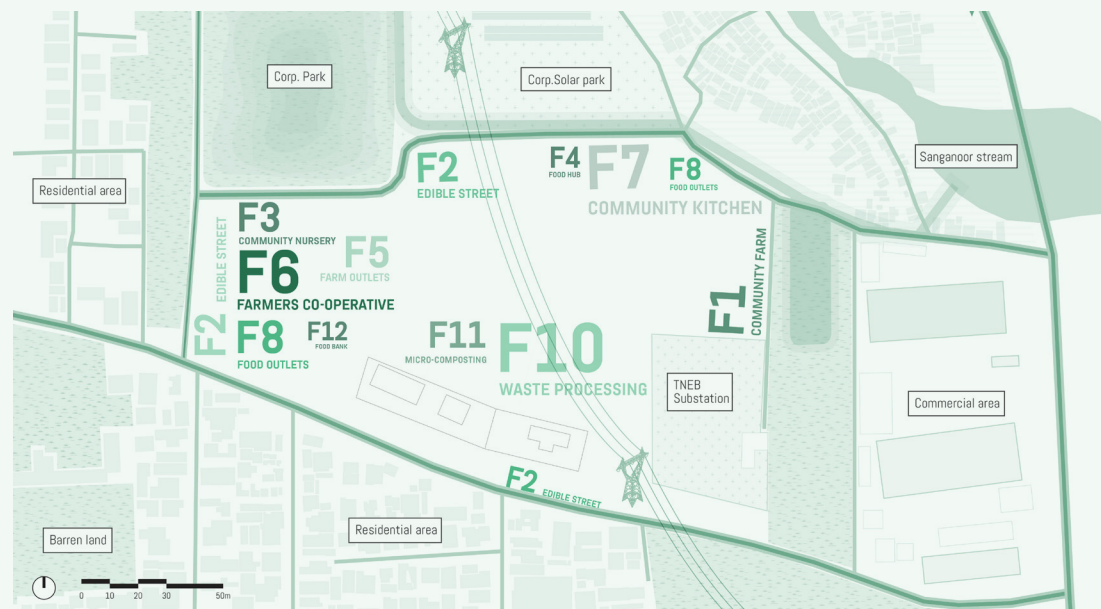 Corp. Park
Corp.Solar park
Sanganoor stream
Residential area
F2
EDIBLE STREET
F4
FOOD HUB
F7
COMMUNITY KITCHEN
F8
FOOD OUTLETS
F3
COMMUNITY NURSERY
F5
FARM OUTLETS
F6
FARMERS CO-OPERATIVE
F2
EDIBLE STREET
F8
FOOD OUTLETS
F12
FOOD BANK
F11
MICRO-COMPOSTING
F10
WASTE PROCESSING
F1
COMMUNITY FARM
TNEB
Substation
Commercial area
F2 EDIBLE STREET
Residential area
Barren land
0 10 20 30 50m